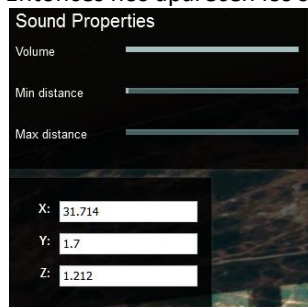 Sound Properties
Volume
Min distance
Max distance
X: 31.714
Y: 1.7
Z: 1.212